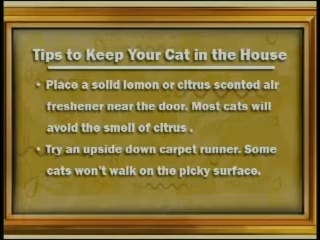 Tips to Keep Your Cat in the House
• Place a solid lemon or citrus scented air
freshener near the door. Most cats will
avoid the smell of citrus .
• Try an upside down carpet runner. Some
cats won't walk on the picky surface.